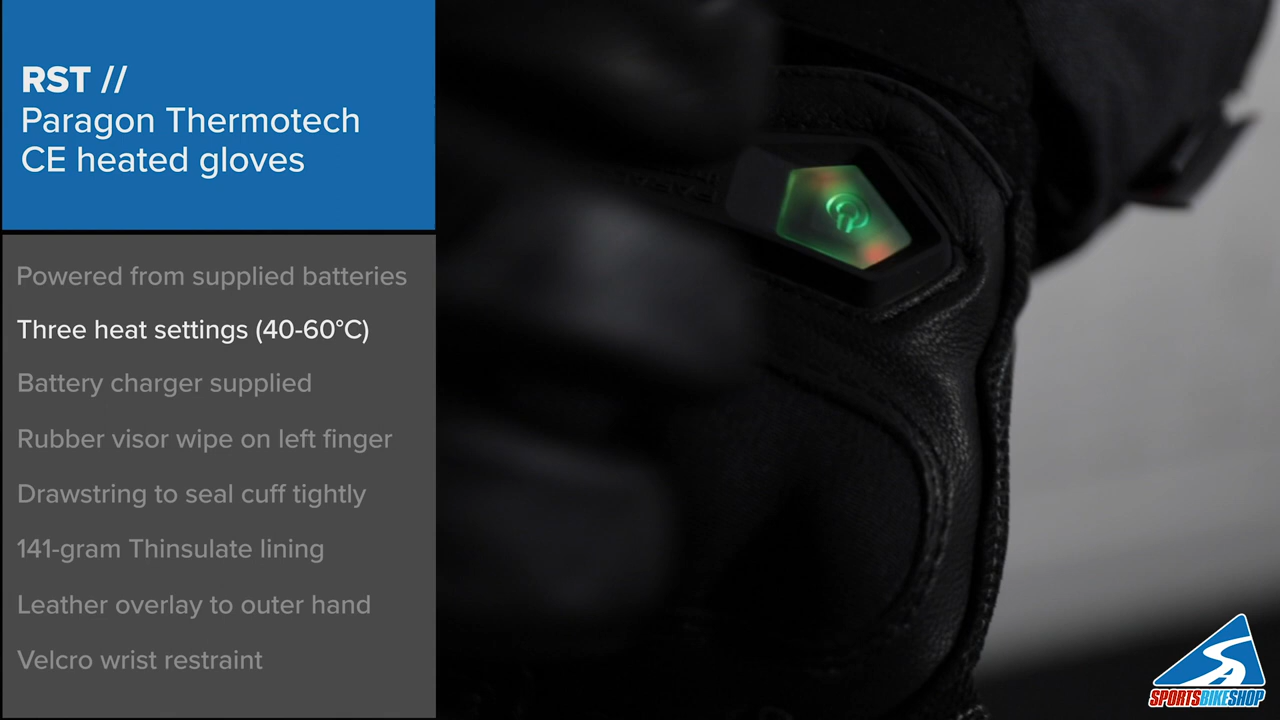 RST //
Paragon Thermotech
CE heated gloves
Powered from supplied batteries
Three heat settings (40-60°C)
Battery charger supplied
Rubber visor wipe on left finger
Drawstring to seal cuff tightly
141-gram Thinsulate lining
Leather overlay to outer hand
Velcro wrist restraint
SPORTSBIKESHOP